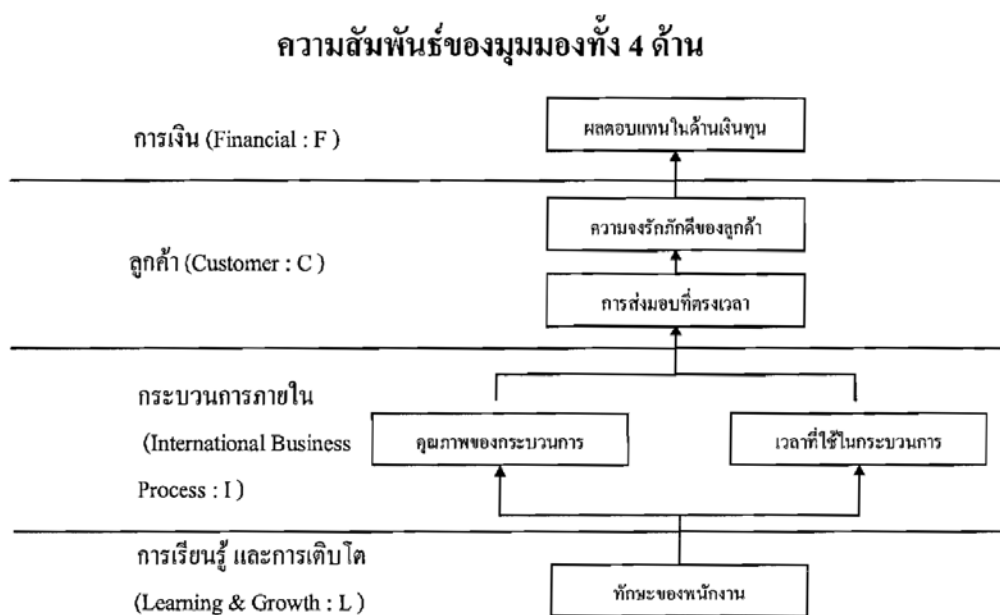 ความสัมพันธ์ของมุมมองทั้ง 4 ด้าน
การเงิน (Financial : F )
ผลตอบแทนในด้านเงินทุน
ลูกค้า (Customer : C )
ความจงรักภักดีของลูกค้า
การส่งมอบที่ตรงเวลา
กระบวนการภายใน
(International Business
Process : I )
คุณภาพของกระบวนการ
เวลาที่ใช้ในกระบวนการ
การเรียนรู้ และการเติบโต
(Learning & Growth : L )
ทักษะของพนักงาน